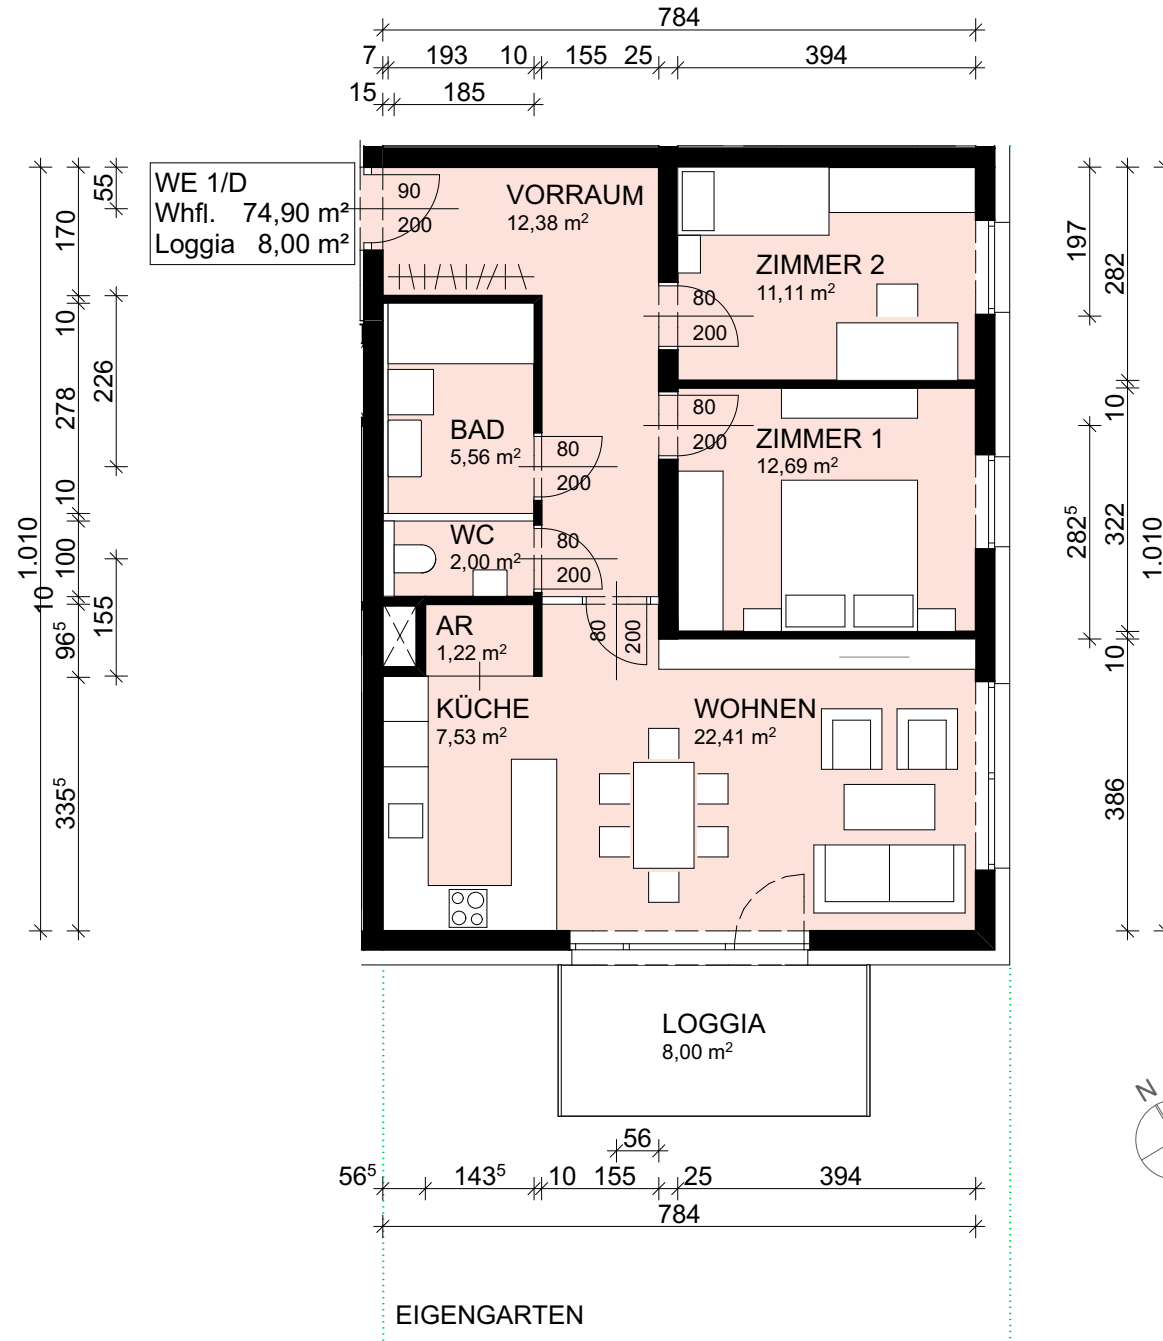 784
7 193 10 155 25 394
15 185
WE 1/D
Whfl. 74,90 m²
Loggia 8,00 m²
90
200
VORRAUM
12,38 m²
ZIMMER 2
11,11 m²
80
200
80
200
ZIMMER 1
12,69 m²
BAD
5,56 m²
80
200
WC
2,00 m²
80
200
AR
1,22 m²
80
200
KÜCHE
7,53 m²
WOHNEN
22,41 m²
LOGGIA
8,00 m²
1.010
170
10
278
10
100
10
96⁵
335⁵
55
226
155
197
282⁵
282
10
322
10
386
1.010
N
56
56⁵ 143⁵ 10 155 25 394
784
EIGENGARTEN